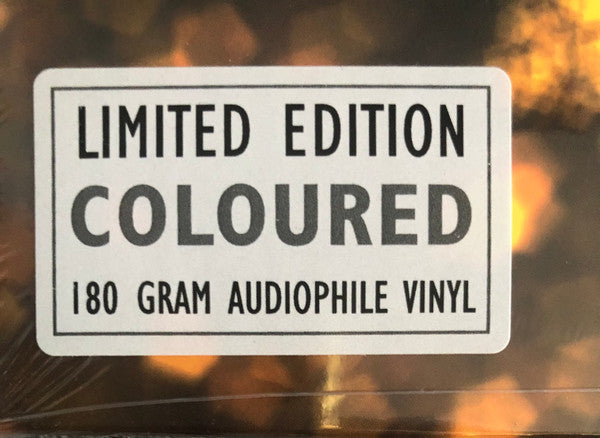 LIMITED EDITION
COLOURED
180 GRAM AUDIOPHILE VINYL